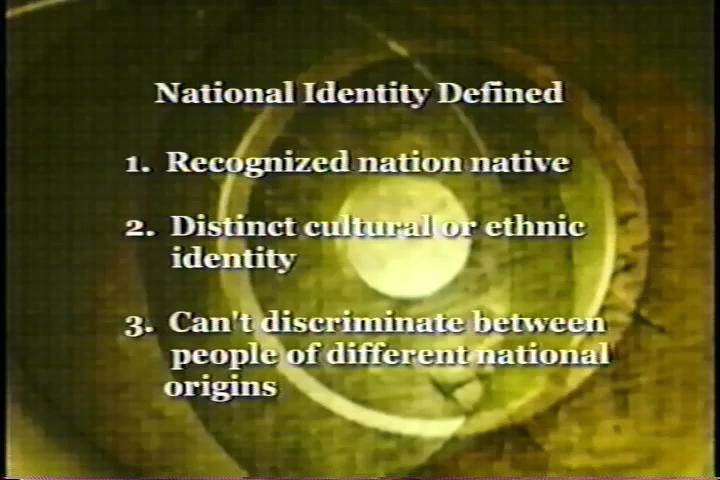 National Identity Defined
1. Recognized nation native
2. Distinct cultural or ethnic
identity
3. Can't discriminate between
people of different national
origins